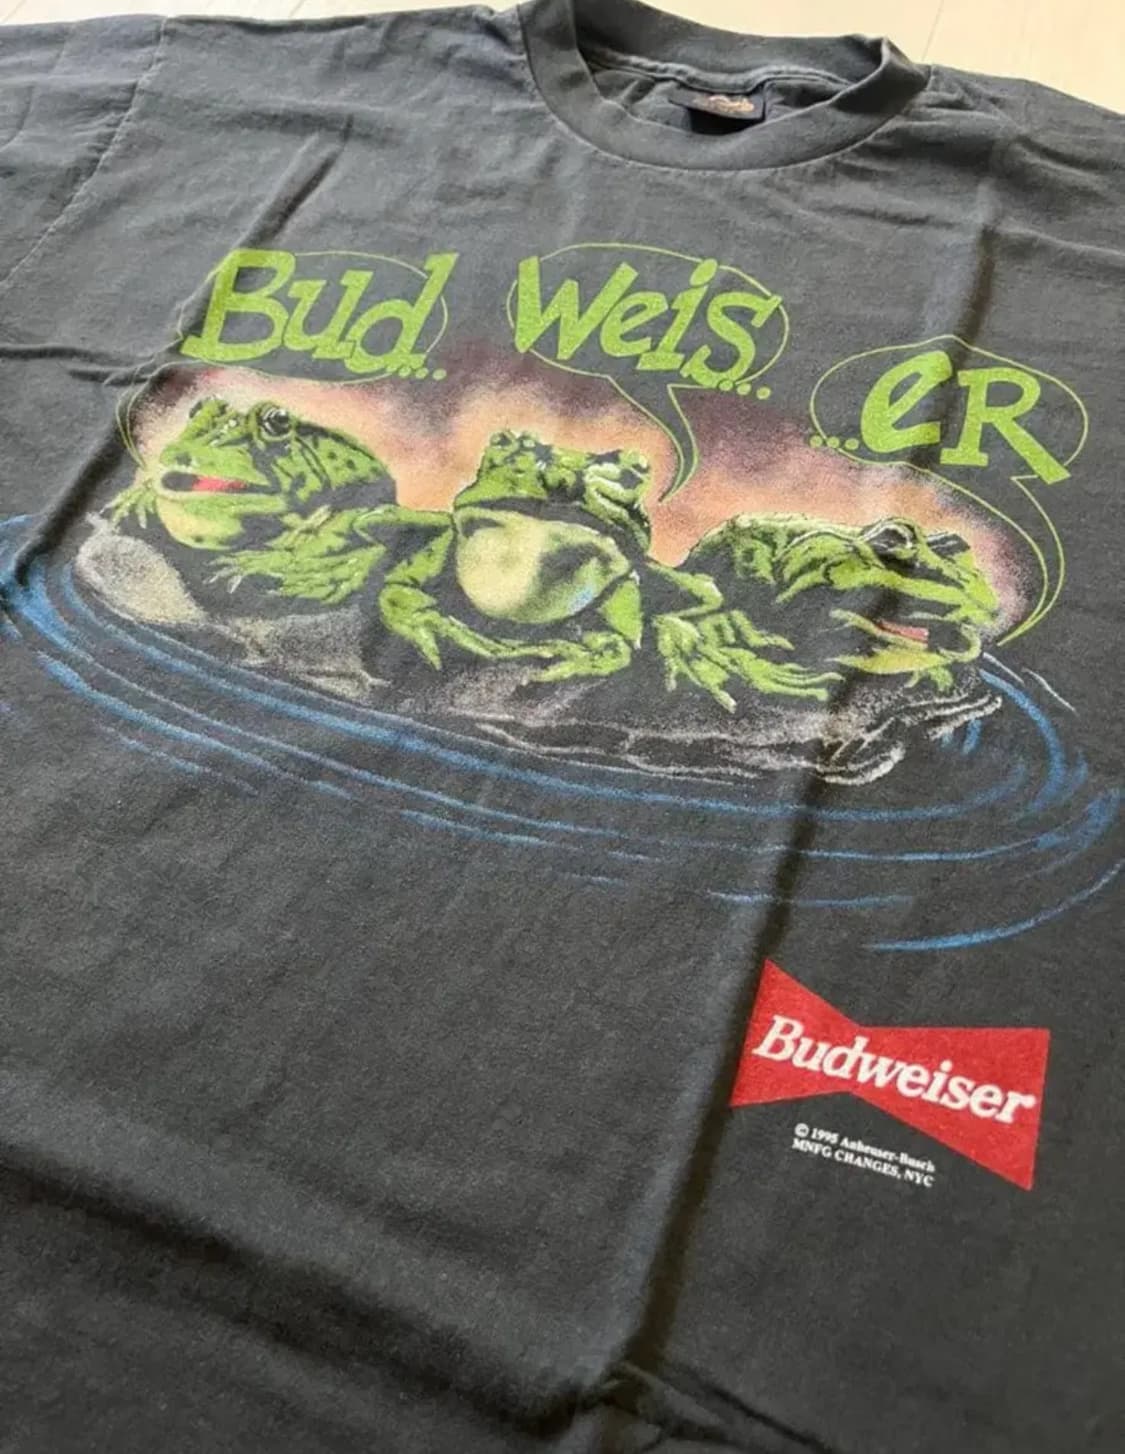 Bud... Weis... ...eR
Budweiser
© 1995 Anheuser-Busch
MNFG CHANGES, NYC